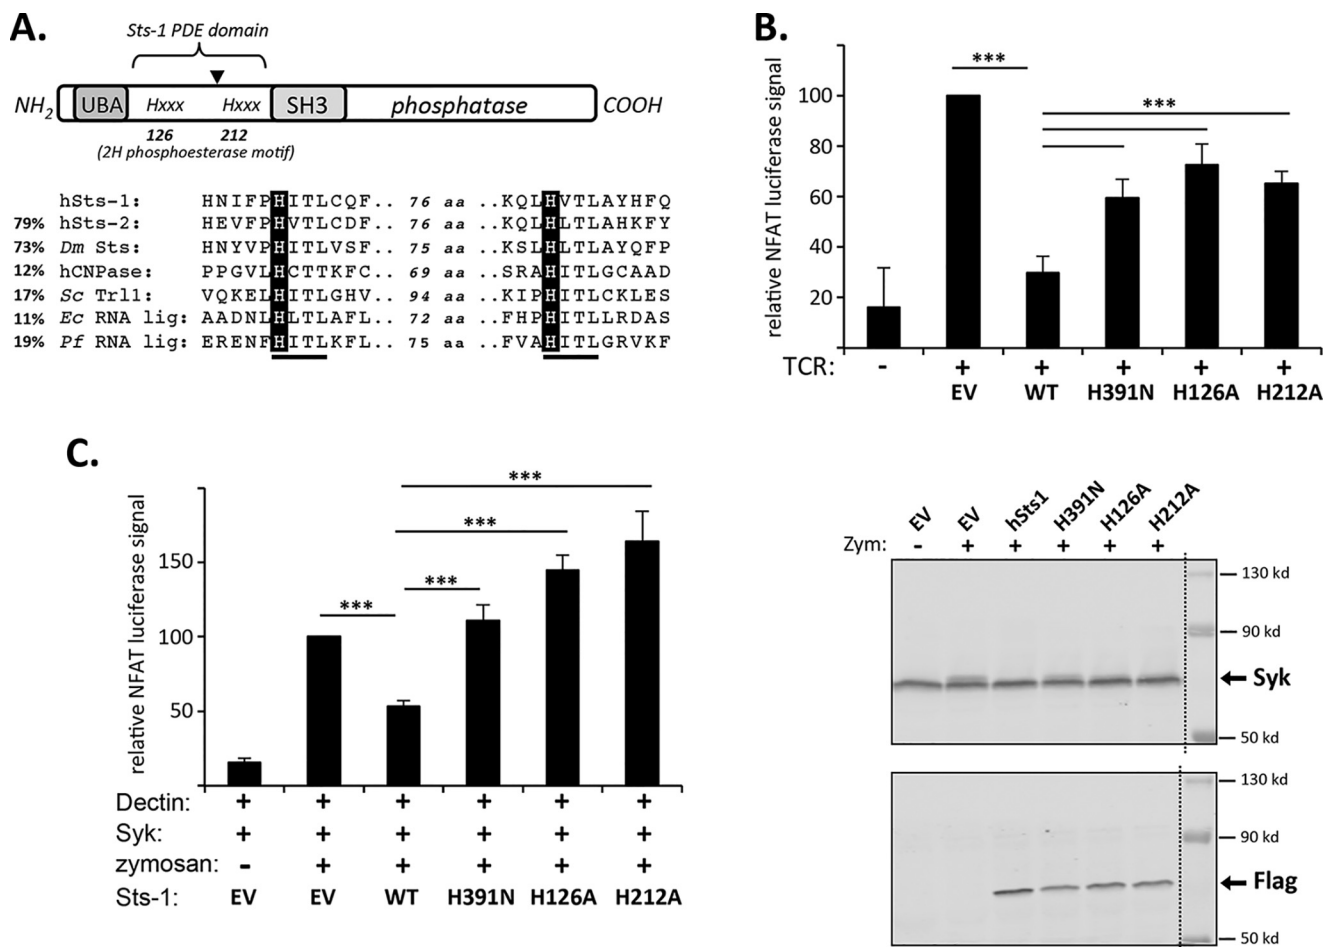 A.
Sts-1 PDE domain
NH2 UBA Hxxx Hxxx SH3 phosphatase COOH
126 212
(2H phosphoesterase motif)
hSts-1: HNIFPHITLCQF.. 76 aa ..KQLHVTLAYHFQ
79% hSts-2: HEVFPHVTLCDF.. 76 aa ..KQLHLTLAHKFY
73% Dm Sts: HNYVPHITLVSF.. 75 aa ..KSLHLTLAYQFP
12% hCNPase: PPGVLHCTTKFC.. 69 aa ..SRAHITLGCAAD
17% Sc Trl1: VQKELHITLGHV.. 94 aa ..KIPHITLCKLES
11% Ec RNA lig: AADNLHLTLAFL.. 72 aa ..FHPHITLLRDAS
19% Pf RNA lig: ERENFHITLKFL.. 75 aa ..FVAHITLGRVKF
B.
relative NFAT luciferase signal
100
80
60
40
20
***
***
TCR: - + + + + +
EV WT H391N H126A H212A
C.
relative NFAT luciferase signal
150
100
50
***
***
***
***
Dectin: + + + + + +
Syk: + + + + + +
zymosan: - + + + + +
Sts-1: EV EV WT H391N H126A H212A
EV EV hSts1 H391N H126A H212A
Zym: - + + + + +
130 kd
90 kd
Syk
50 kd
130 kd
90 kd
Flag
50 kd